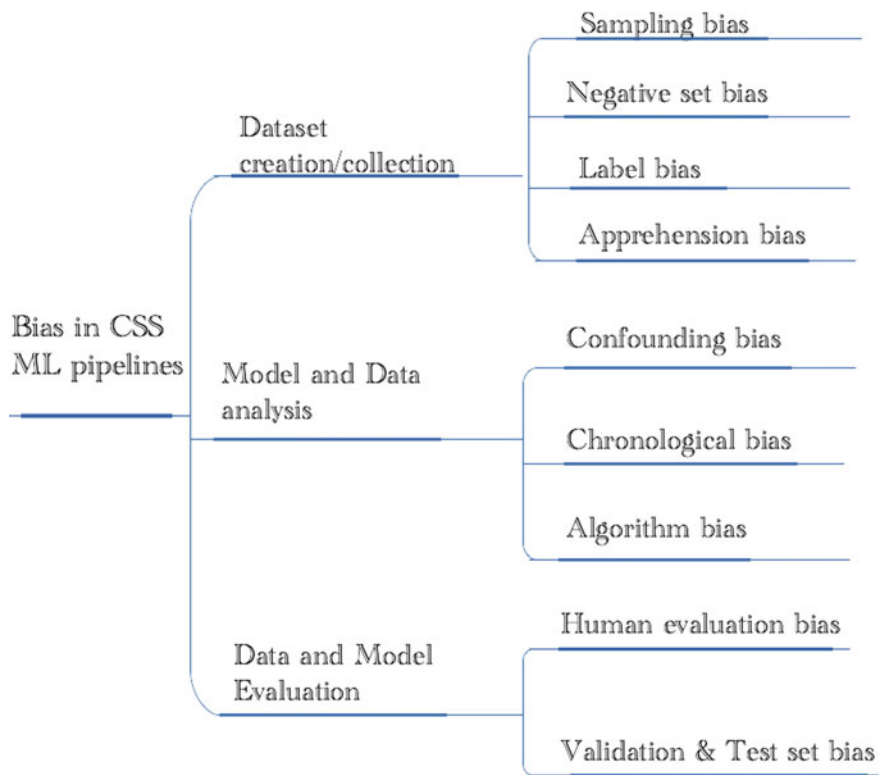 Bias in CSS
ML pipelines
Dataset
creation/collection
Sampling bias
Negative set bias
Label bias
Apprehension bias
Model and Data
analysis
Confounding bias
Chronological bias
Algorithm bias
Data and Model
Evaluation
Human evaluation bias
Validation & Test set bias